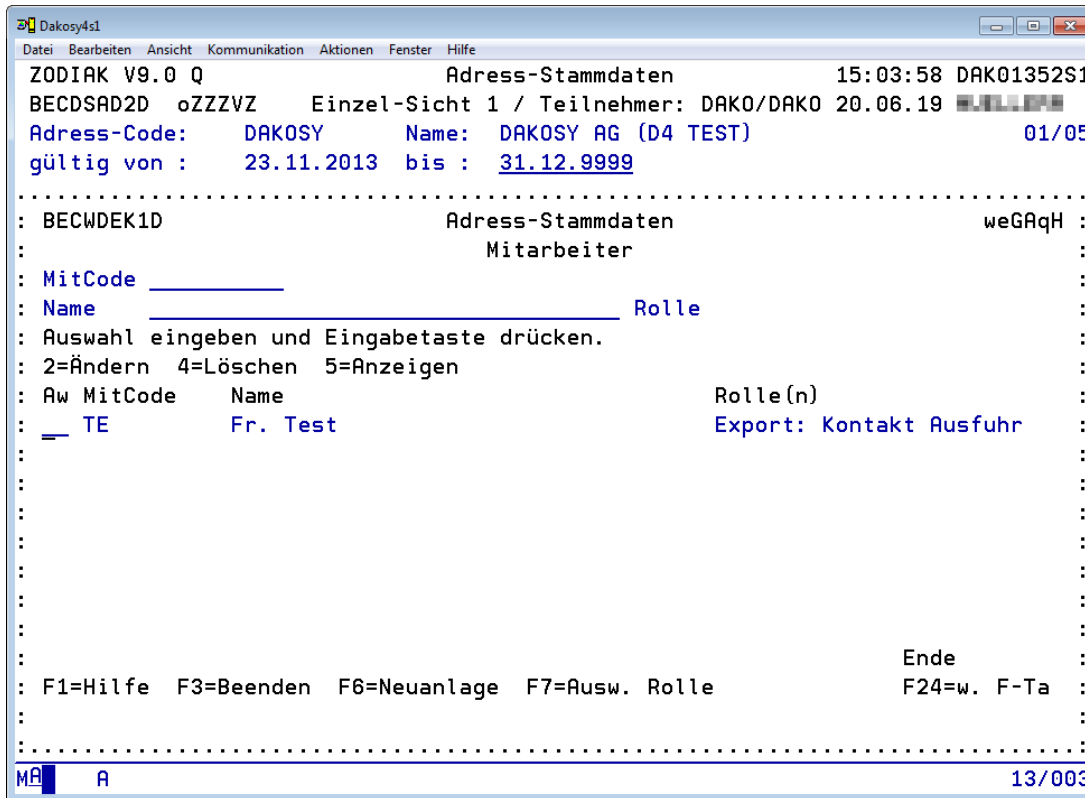 Dakosy4s1
Datei Bearbeiten Ansicht Kommunikation Aktionen Fenster Hilfe
ZODIAK V9.0 Q Adress-Stammdaten 15:03:58 DAK01352S1
BECDSAD2D oZZZVZ Einzel-Sicht 1 / Teilnehmer: DAKO/DAKO 20.06.19
Adress-Code: DAKOSY Name: DAKOSY AG (D4 TEST) 01/05
gültig von : 23.11.2013 bis : 31.12.9999
BECWDEK1D Adress-Stammdaten weGAqH
Mitarbeiter
MitCode
Name Rolle
Auswahl eingeben und Eingabetaste drücken.
2=Ändern 4=Löschen 5=Anzeigen
Aw MitCode Name Rolle(n)
TE Fr. Test Export: Kontakt Ausfuhr
Ende
F1=Hilfe F3=Beenden F6=Neuanlage F7=Ausw. Rolle F24=w. F-Ta
MA A 13/003